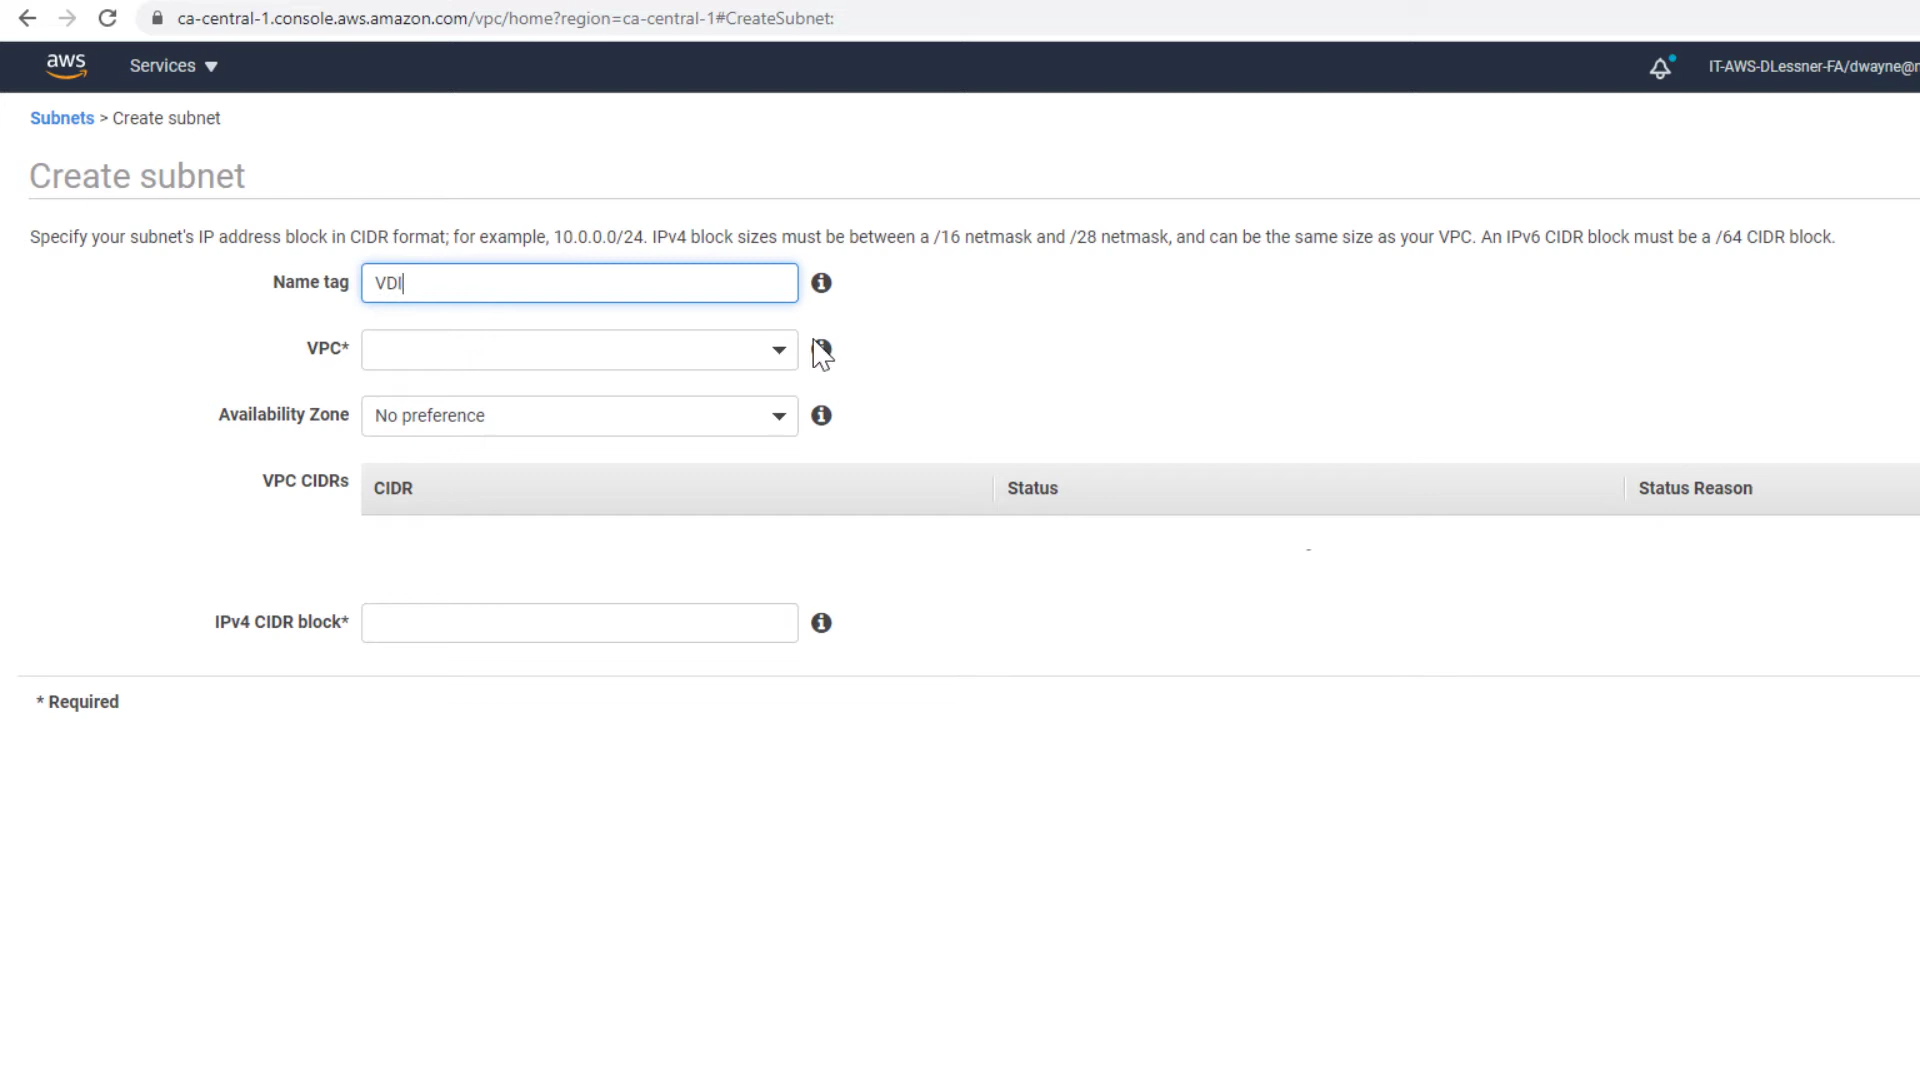 ca-central-1.console.aws.amazon.com/vpc/home?region=ca-central-1#CreateSubnet:
aws Services IT-AWS-DLessner-FA/dwayne@
Subnets > Create subnet
Create subnet
Specify your subnet's IP address block in CIDR format; for example, 10.0.0.0/24. IPv4 block sizes must be between a /16 netmask and /28 netmask, and can be the same size as your VPC. An IPv6 CIDR block must be a /64 CIDR block.
Name tag VDI
VPC*
Availability Zone No preference
VPC CIDRs CIDR Status Status Reason
-
IPv4 CIDR block*
* Required